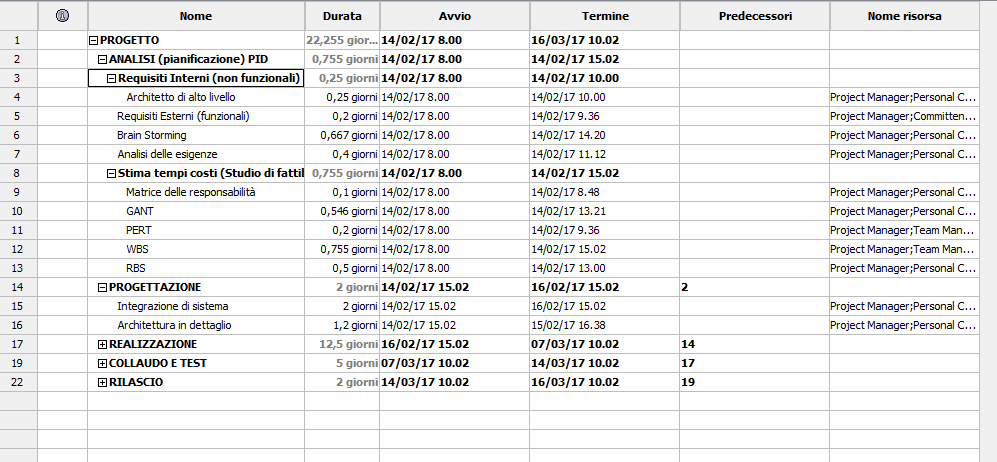 Nome Durata Avvio Termine Predecessori Nome risorsa
1 PROGETTO 22,255 gior... 14/02/17 8.00 16/03/17 10.02
2 ANALISI (pianificazione) PID 0,755 giorni 14/02/17 8.00 14/02/17 15.02
3 Requisiti Interni (non funzionali) 0,25 giorni 14/02/17 8.00 14/02/17 10.00
4 Architetto di alto livello 0,25 giorni 14/02/17 8.00 14/02/17 10.00 Project Manager;Personal C...
5 Requisiti Esterni (funzionali) 0,2 giorni 14/02/17 8.00 14/02/17 9.36 Project Manager;Committen...
6 Brain Storming 0,667 giorni 14/02/17 8.00 14/02/17 14.20 Project Manager;Personal C...
7 Analisi delle esigenze 0,4 giorni 14/02/17 8.00 14/02/17 11.12 Project Manager;Personal C...
8 Stima tempi costi (Studio di fattil 0,755 giorni 14/02/17 8.00 14/02/17 15.02
9 Matrice delle responsabilità 0,1 giorni 14/02/17 8.00 14/02/17 8.48 Project Manager;Personal C...
10 GANT 0,546 giorni 14/02/17 8.00 14/02/17 13.21 Project Manager;Personal C...
11 PERT 0,2 giorni 14/02/17 8.00 14/02/17 9.36 Project Manager;Team Man...
12 WBS 0,755 giorni 14/02/17 8.00 14/02/17 15.02 Project Manager;Team Man...
13 RBS 0,5 giorni 14/02/17 8.00 14/02/17 13.00 Project Manager;Personal C...
14 PROGETTAZIONE 2 giorni 14/02/17 15.02 16/02/17 15.02 2
15 Integrazione di sistema 2 giorni 14/02/17 15.02 16/02/17 15.02 Project Manager;Personal C...
16 Architettura in dettaglio 1,2 giorni 14/02/17 15.02 15/02/17 16.38 Project Manager;Personal C...
17 REALIZZAZIONE 12,5 giorni 16/02/17 15.02 07/03/17 10.02 14
19 COLLAUDO E TEST 5 giorni 07/03/17 10.02 14/03/17 10.02 17
22 RILASCIO 2 giorni 14/03/17 10.02 16/03/17 10.02 19